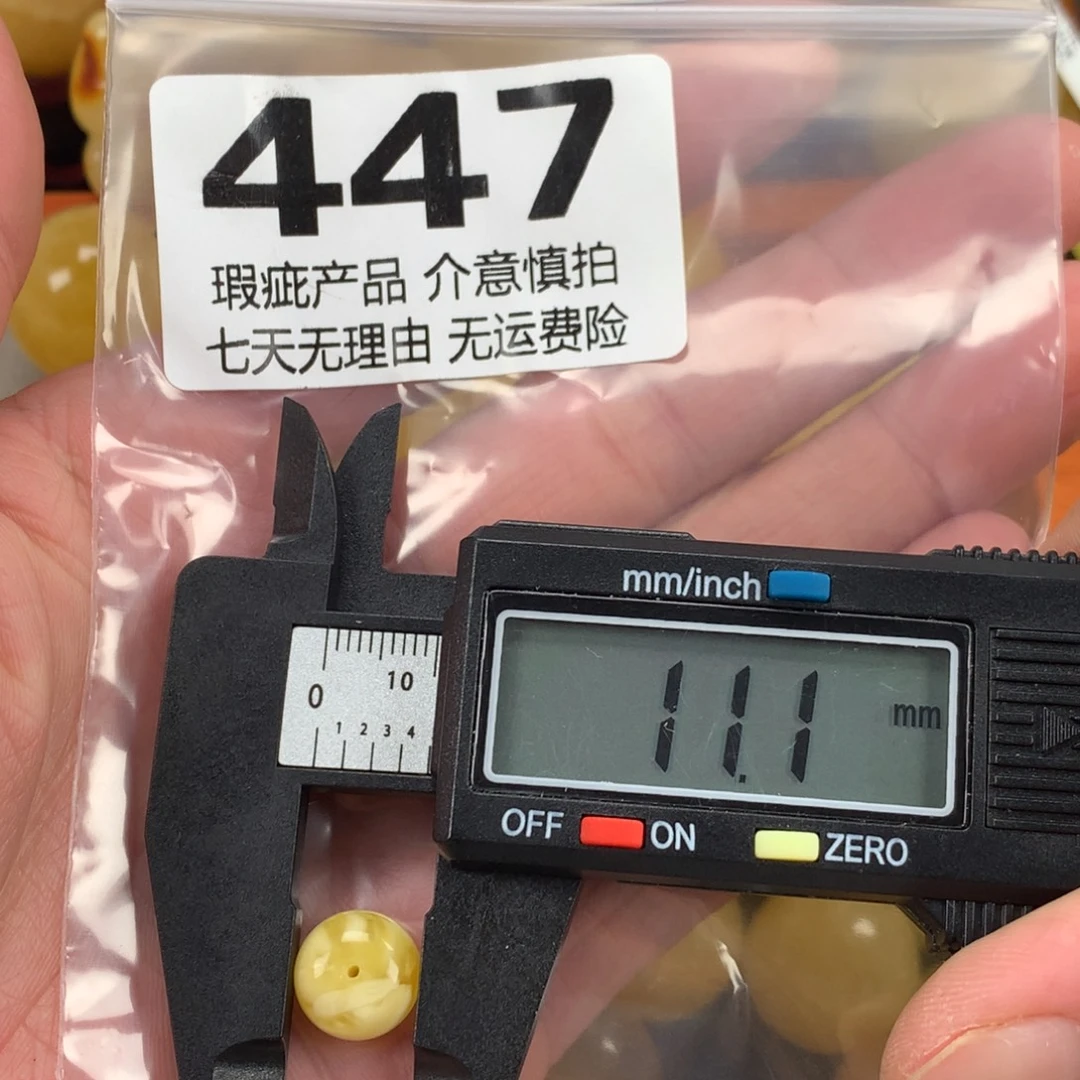 447
瑕疵产品 介意慎拍
七天无理由 无运费险
mm/inch
0 10
1 2 3 4
11.1 mm
OFF ON ZERO